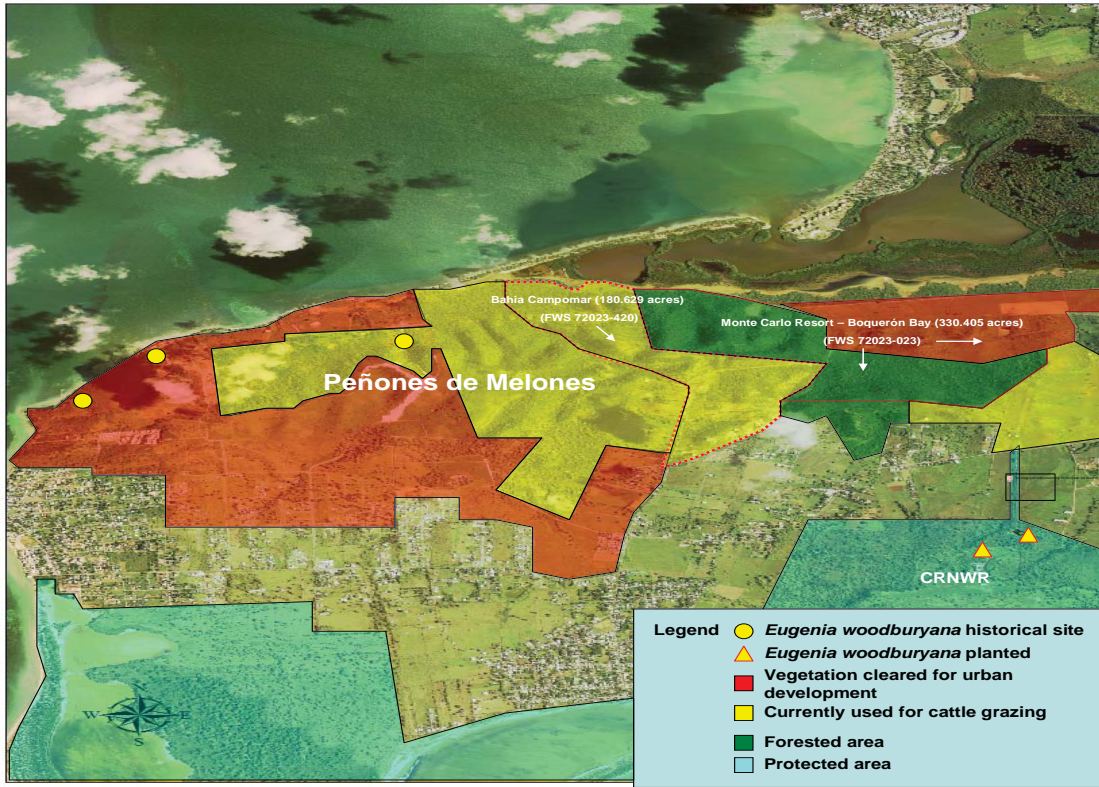 Bahía Campomar (180.629 acres)
(FWS 72023-420)
Monte Carlo Resort – Boquerón Bay (330.405 acres)
(FWS 72023-023)
Peñones de Melones
CRNWR
W
E
S
Legend
Eugenia woodburyana historical site
Eugenia woodburyana planted
Vegetation cleared for urban
development
Currently used for cattle grazing
Forested area
Protected area